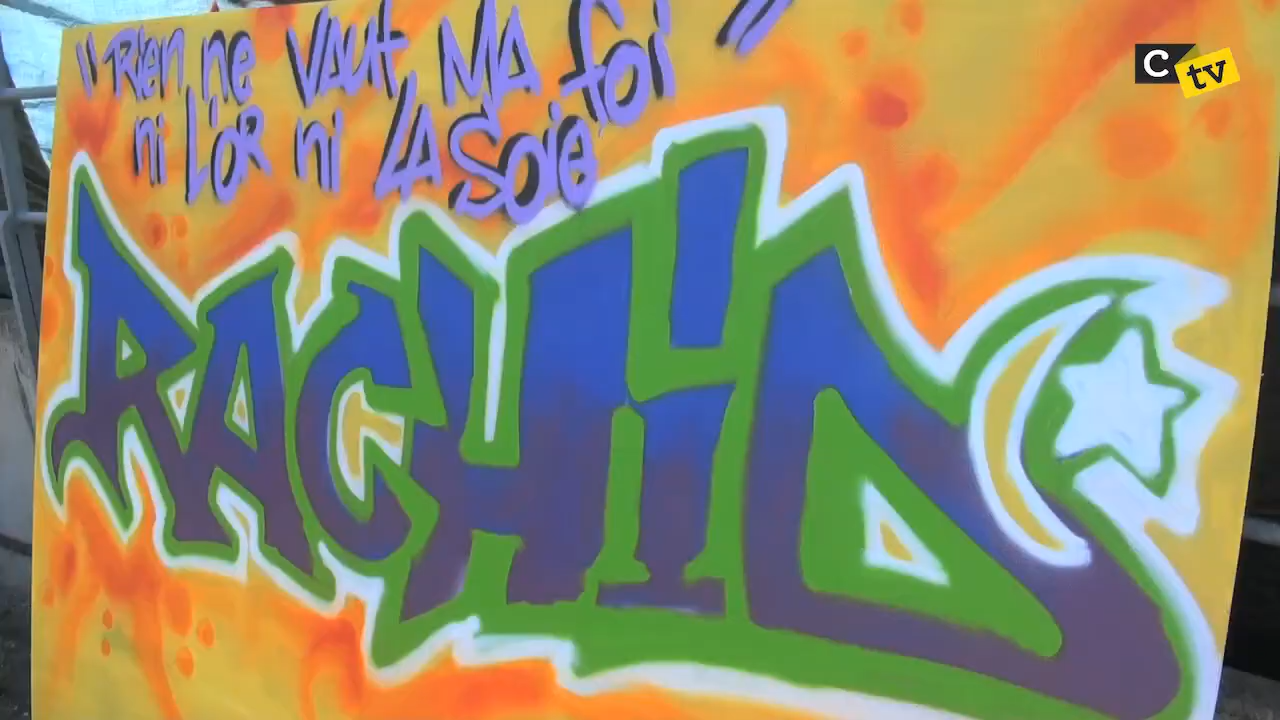 "Rien ne VAUt MA foi"
ni L'OR ni LA Soie
RACHiD
C tv